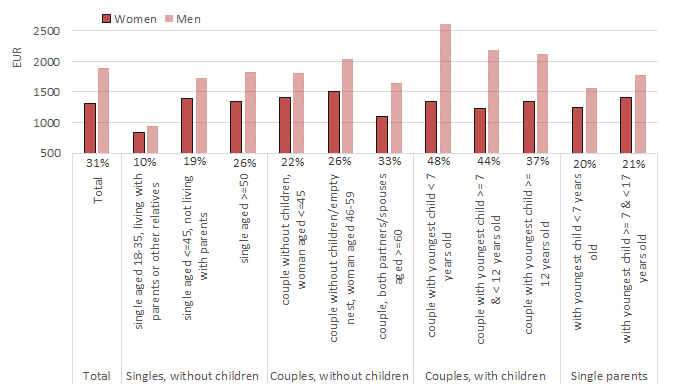 Women
Men
EUR
2500
2000
1500
1000
500
31%
10%
19%
26%
22%
26%
33%
48%
44%
37%
20%
21%
Total
single aged 18-35, living with
parents or other relatives
single aged <=45, not living
with parents
single aged >=50
couple without children,
woman aged <=45
couple without children/empty
nest, woman aged 46-59
couple, both partners/spouses
aged >=60
couple with youngest child < 7
years old
couple with youngest child >= 7
& < 12 years old
couple with youngest child >=
12 years old
with youngest child < 7 years
old
with youngest child >= 7 & < 17
years old
Total
Singles, without children
Couples, without children
Couples, with children
Single parents